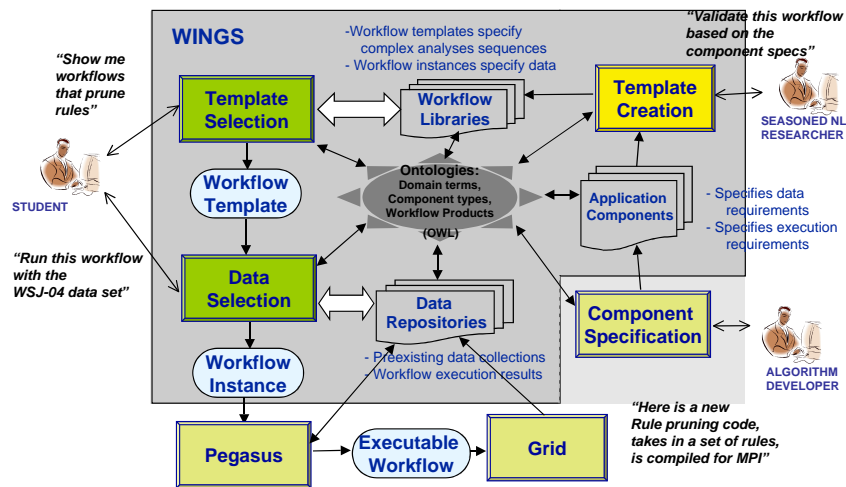 WINGS
-Workflow templates specify
complex analyses sequences
- Workflow instances specify data
“Validate this workflow
based on the
component specs”
“Show me
workflows
that prune
rules”
Template
Selection
Workflow
Libraries
Template
Creation
SEASONED NL
RESEARCHER
STUDENT
Workflow
Template
Ontologies:
Domain terms,
Component types,
Workflow Products
(OWL)
Application
Components
- Specifies data
requirements
- Specifies execution
requirements
“Run this workflow
with the
WSJ-04 data set”
Data
Selection
Data
Repositories
Component
Specification
- Preexisting data collections
- Workflow execution results
Workflow
Instance
ALGORITHM
DEVELOPER
Pegasus
Executable
Workflow
Grid
“Here is a new
Rule pruning code,
takes in a set of rules,
is compiled for MPI”